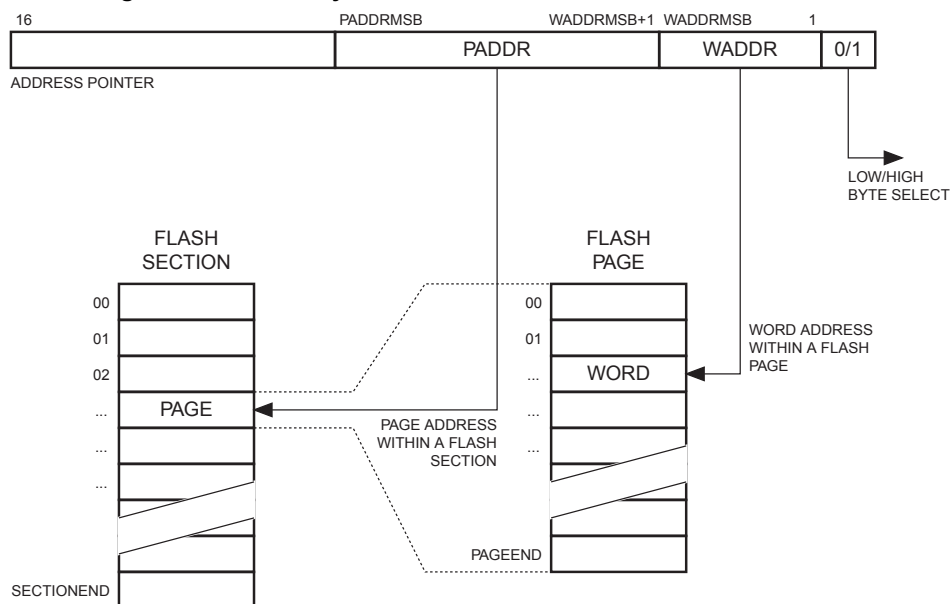 16 PADDRMSB WADDRMSB+1 WADDRMSB 1
PADDR WADDR 0/1
ADDRESS POINTER
LOW/HIGH
BYTE SELECT
FLASH
SECTION
FLASH
PAGE
00
01
02
...
PAGE
...
...
SECTIONEND
00
01
...
WORD
...
...
PAGEEND
WORD ADDRESS
WITHIN A FLASH
PAGE
PAGE ADDRESS
WITHIN A FLASH
SECTION